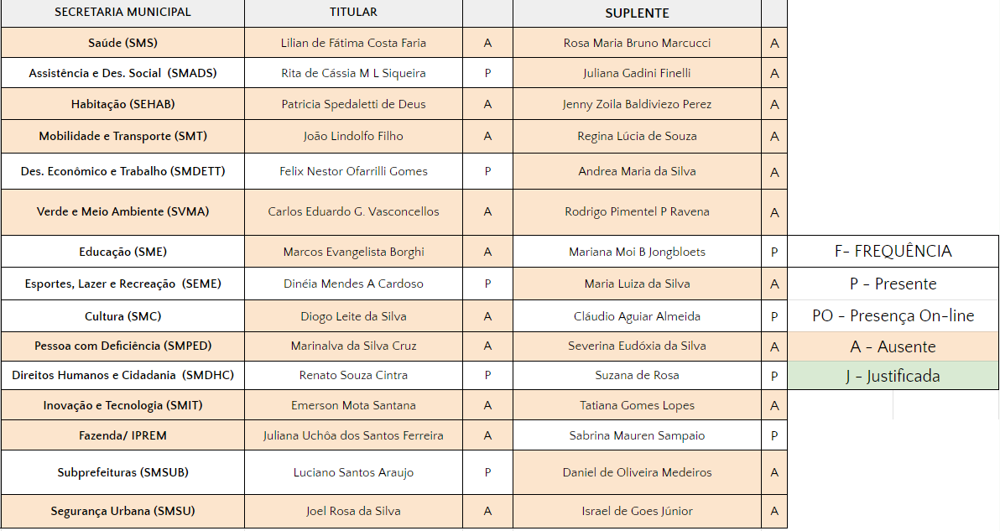 SECRETARIA MUNICIPAL TITULAR SUPLENTE
Saúde (SMS) Lilian de Fátima Costa Faria A Rosa Maria Bruno Marcucci A
Assistência e Des. Social (SMADS) Rita de Cássia M L Siqueira P Juliana Gadini Finelli A
Habitação (SEHAB) Patricia Spedaletti de Deus A Jenny Zoila Baldiviezo Perez A
Mobilidade e Transporte (SMT) João Lindolfo Filho A Regina Lúcia de Souza A
Des. Econômico e Trabalho (SMDETT) Felix Nestor Ofarrilli Gomes P Andrea Maria da Silva A
Verde e Meio Ambiente (SVMA) Carlos Eduardo G. Vasconcellos A Rodrigo Pimentel P Ravena A
Educação (SME) Marcos Evangelista Borghi A Mariana Moi B Jongbloets P F- FREQUÊNCIA
Esportes, Lazer e Recreação (SEME) Dinéia Mendes A Cardoso P Maria Luiza da Silva A P - Presente
Cultura (SMC) Diogo Leite da Silva A Cláudio Aguiar Almeida P PO - Presença On-line
Pessoa com Deficiência (SMPED) Marinalva da Silva Cruz A Severina Eudóxia da Silva A A - Ausente
Direitos Humanos e Cidadania (SMDHC) Renato Souza Cintra P Suzana de Rosa P J - Justificada
Inovação e Tecnologia (SMIT) Emerson Mota Santana A Tatiana Gomes Lopes A
Fazenda/ IPREM Juliana Uchôa dos Santos Ferreira A Sabrina Mauren Sampaio P
Subprefeituras (SMSUB) Luciano Santos Araujo P Daniel de Oliveira Medeiros A
Segurança Urbana (SMSU) Joel Rosa da Silva A Israel de Goes Júnior A